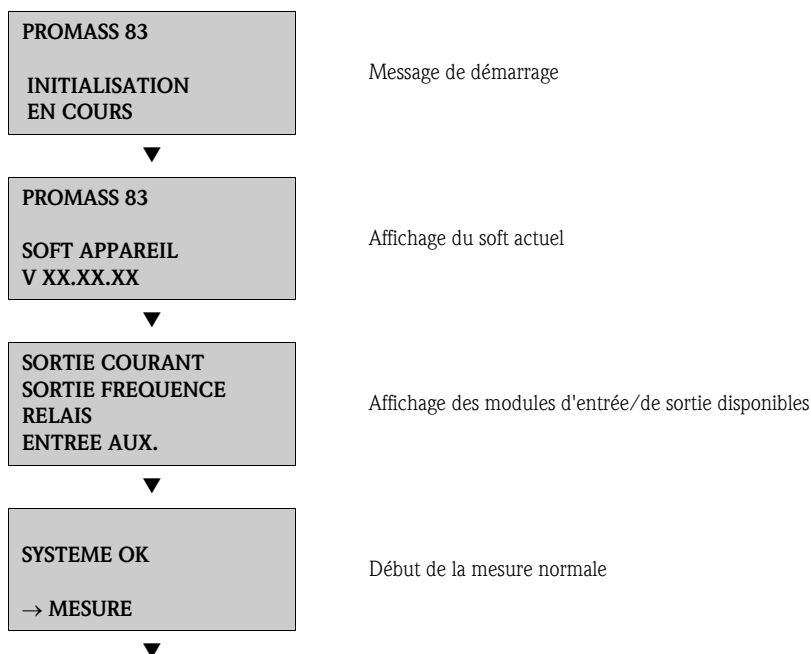 PROMASS 83
INITIALISATION
EN COURS
Message de démarrage
▼
PROMASS 83
SOFT APPAREIL
V XX.XX.XX
Affichage du soft actuel
▼
SORTIE COURANT
SORTIE FREQUENCE
RELAIS
ENTREE AUX.
Affichage des modules d'entrée/de sortie disponibles
▼
SYSTEME OK
→ MESURE
Début de la mesure normale
▼